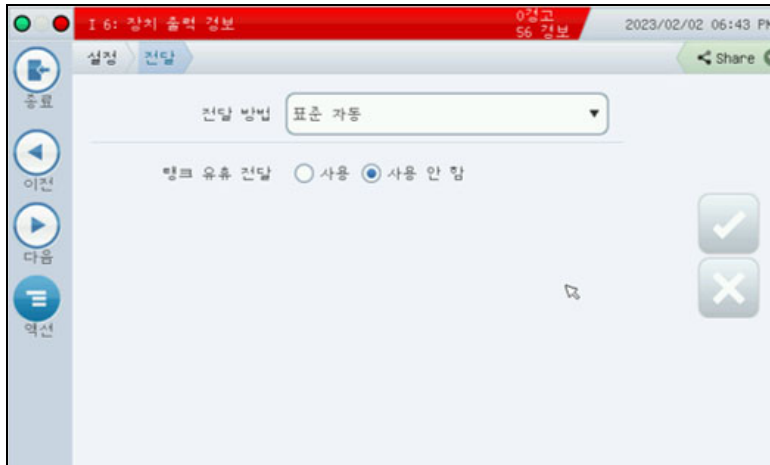 I 6: 장치 출력 경보
0경고
56 경보
2023/02/02 06:43 PM
설정
전달
Share
종료
전달 방법
표준 자동
이전
탱크 유휴 전달
사용
사용 안 함
다음
액션